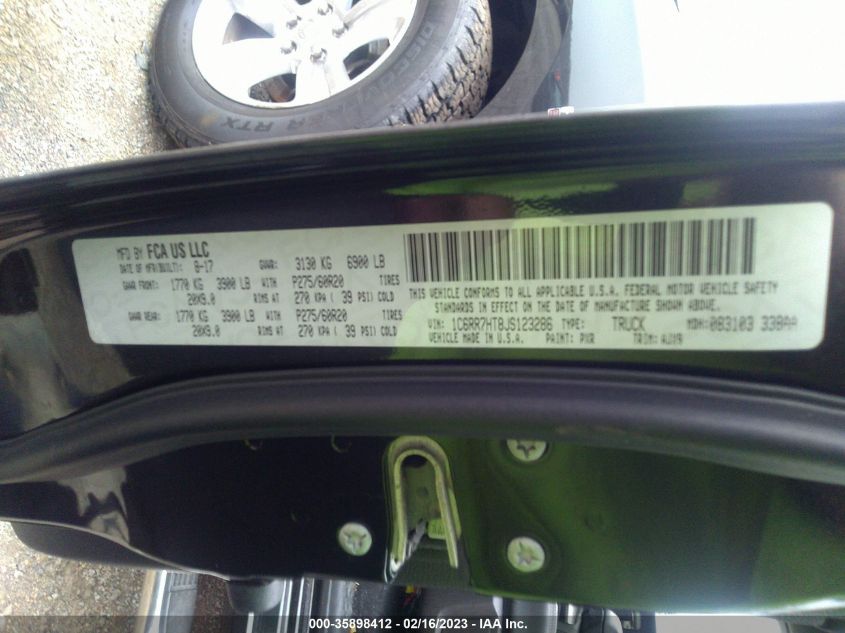 DISCOVERER RTX
MFD BY FCA US LLC
DATE OF MFR(BUILT): 8-17 GVWR: 3130 KG 6900 LB
GAWR FRONT: 1770 KG 3900 LB WITH P275/60R20 TIRES
20X9.0 RIMS AT 270 KPA ( 39 PSI) COLD
GAWR REAR: 1770 KG 3900 LB WITH P275/60R20 TIRES
20X9.0 RIMS AT 270 KPA ( 39 PSI) COLD
THIS VEHICLE CONFORMS TO ALL APPLICABLE U.S.A. FEDERAL MOTOR VEHICLE SAFETY
STANDARDS IN EFFECT ON THE DATE OF MANUFACTURE SHOWN ABOVE.
VIN: 1C6RR7HT8JS123286 TYPE: TRUCK MDH: 083103 338AA
VEHICLE MADE IN U.S.A. PAINT: PXR TRIM: AJX9
000-35898412 - 02/16/2023 - IAA Inc.